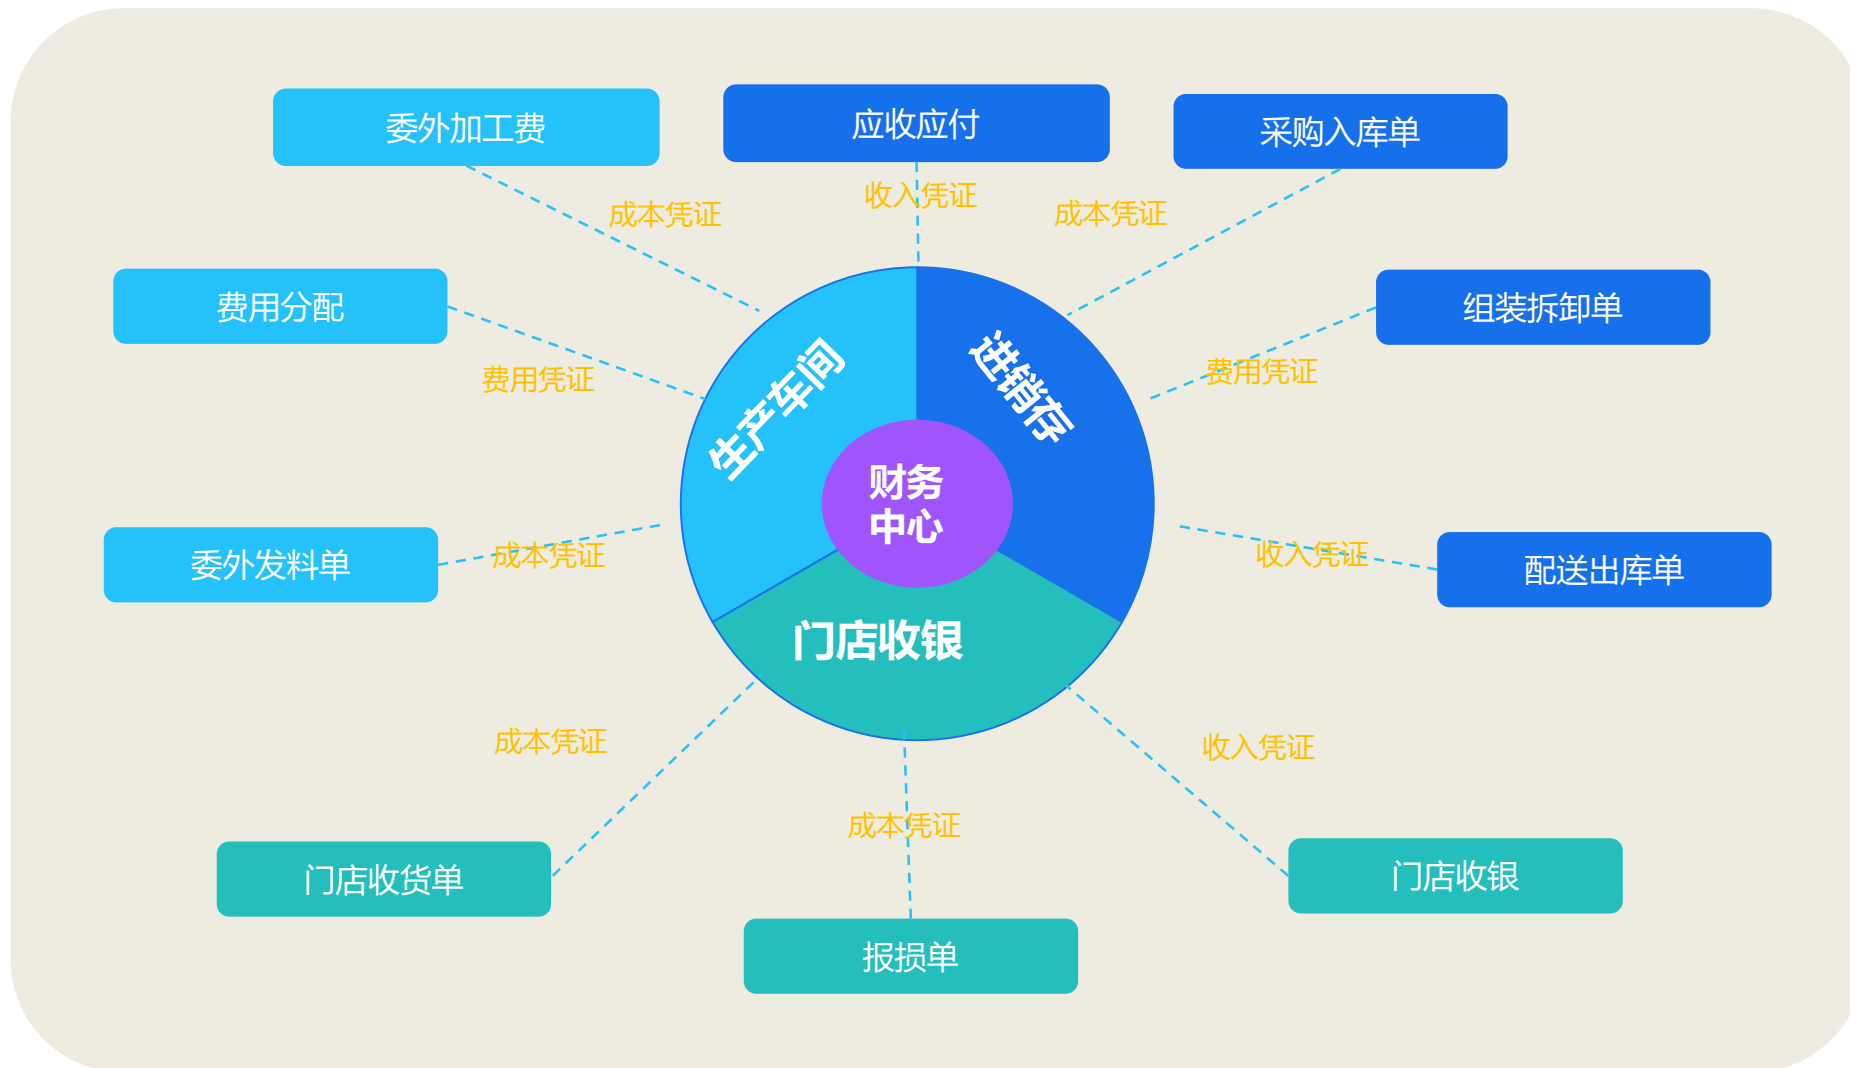 委外加工费
应收应付
采购入库单
成本凭证
收入凭证
成本凭证
费用分配
组装拆卸单
费用凭证
费用凭证
生产车间
进销存
财务
中心
委外发料单
成本凭证
收入凭证
配送出库单
门店收银
成本凭证
收入凭证
成本凭证
门店收货单
门店收银
报损单